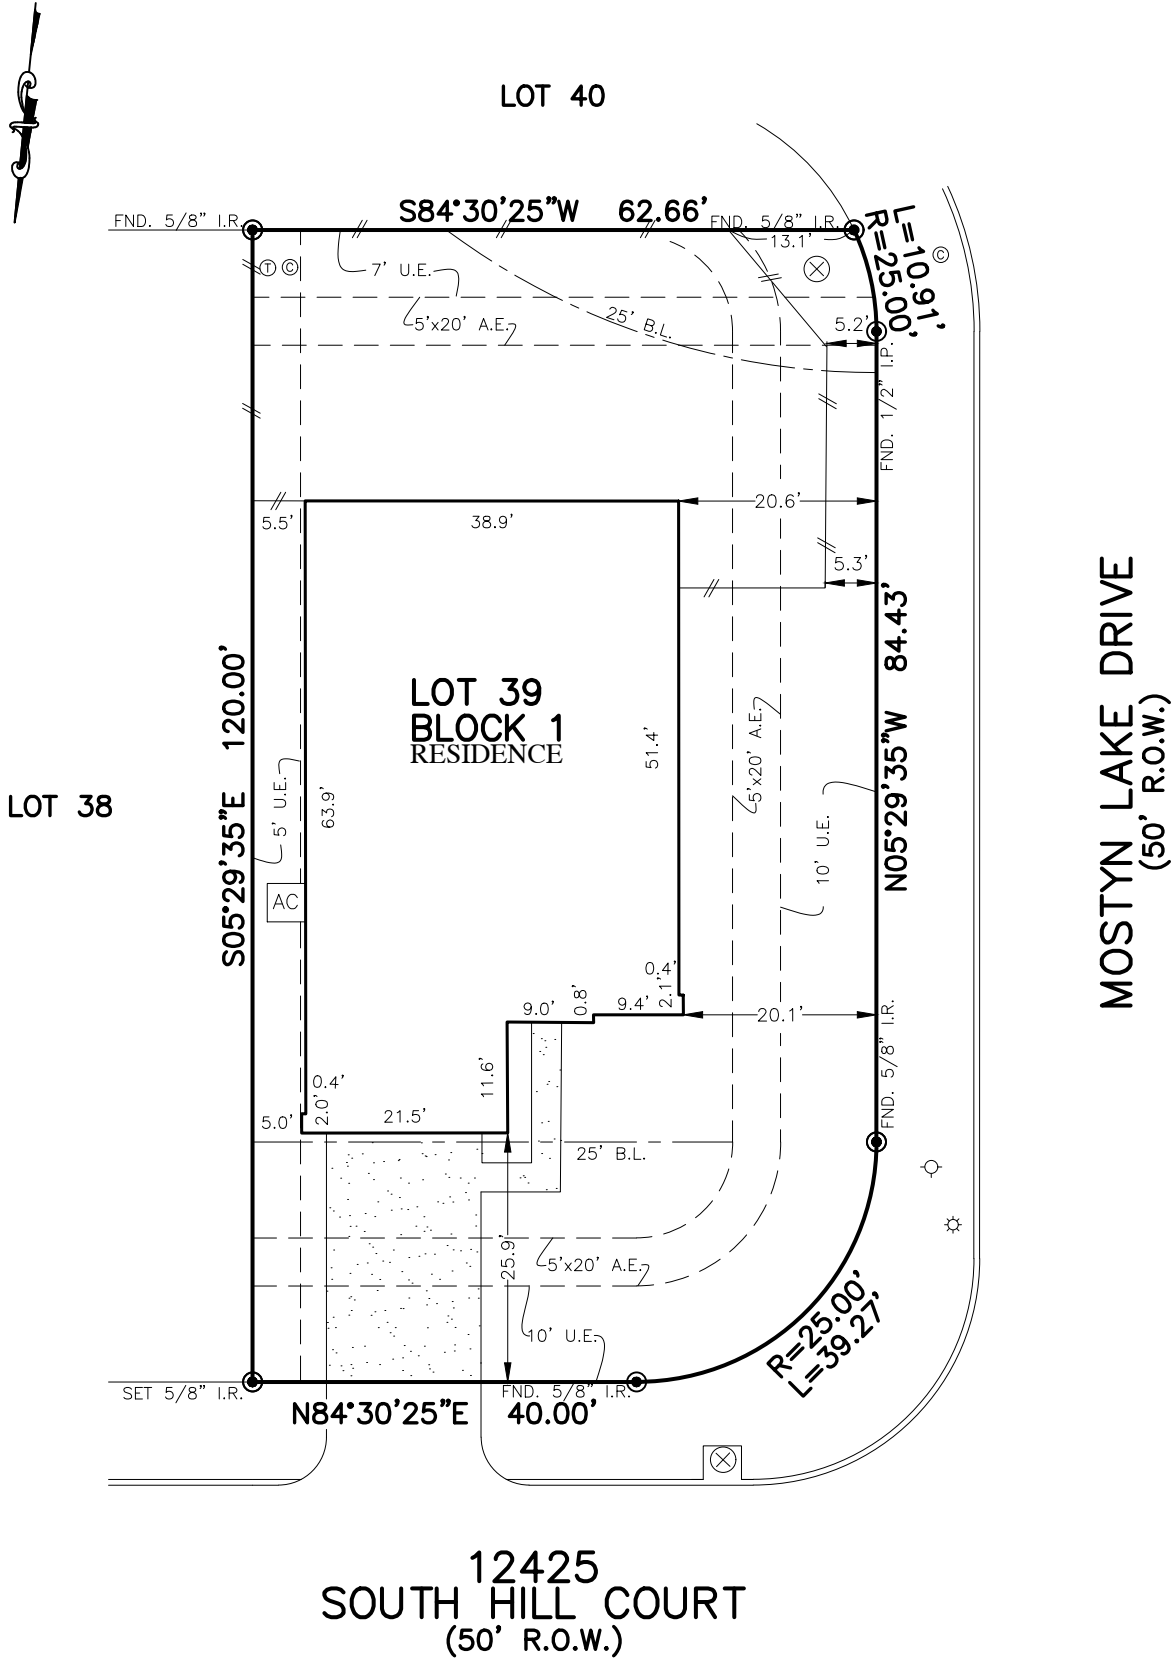 LOT 40
S84°30'25"W 62.66'
FND. 5/8" I.R.
FND. 5/8" I.R.
13.1'
L=10.91'
R=25.00'
T C
C
7' U.E.
5'x20' A.E.
25' B.L.
5.2'
FND. 1/2" I.P.
5.5'
38.9'
20.6'
5.3'
S05°29'35"E 120.00'
LOT 39
BLOCK 1
RESIDENCE
51.4'
63.9'
5' U.E.
AC
LOT 38
5'x20' A.E.
10' U.E.
N05°29'35"W 84.43'
MOSTYN LAKE DRIVE
(50' R.O.W.)
0.4'
2.1'
9.0'
0.8'
9.4'
20.1'
FND. 5/8" I.R.
11.6'
0.4'
2.0'
5.0'
21.5'
25' B.L.
25.9'
5'x20' A.E.
10' U.E.
R=25.00'
L=39.27'
SET 5/8" I.R.
FND. 5/8" I.R.
N84°30'25"E 40.00'
12425
SOUTH HILL COURT
(50' R.O.W.)